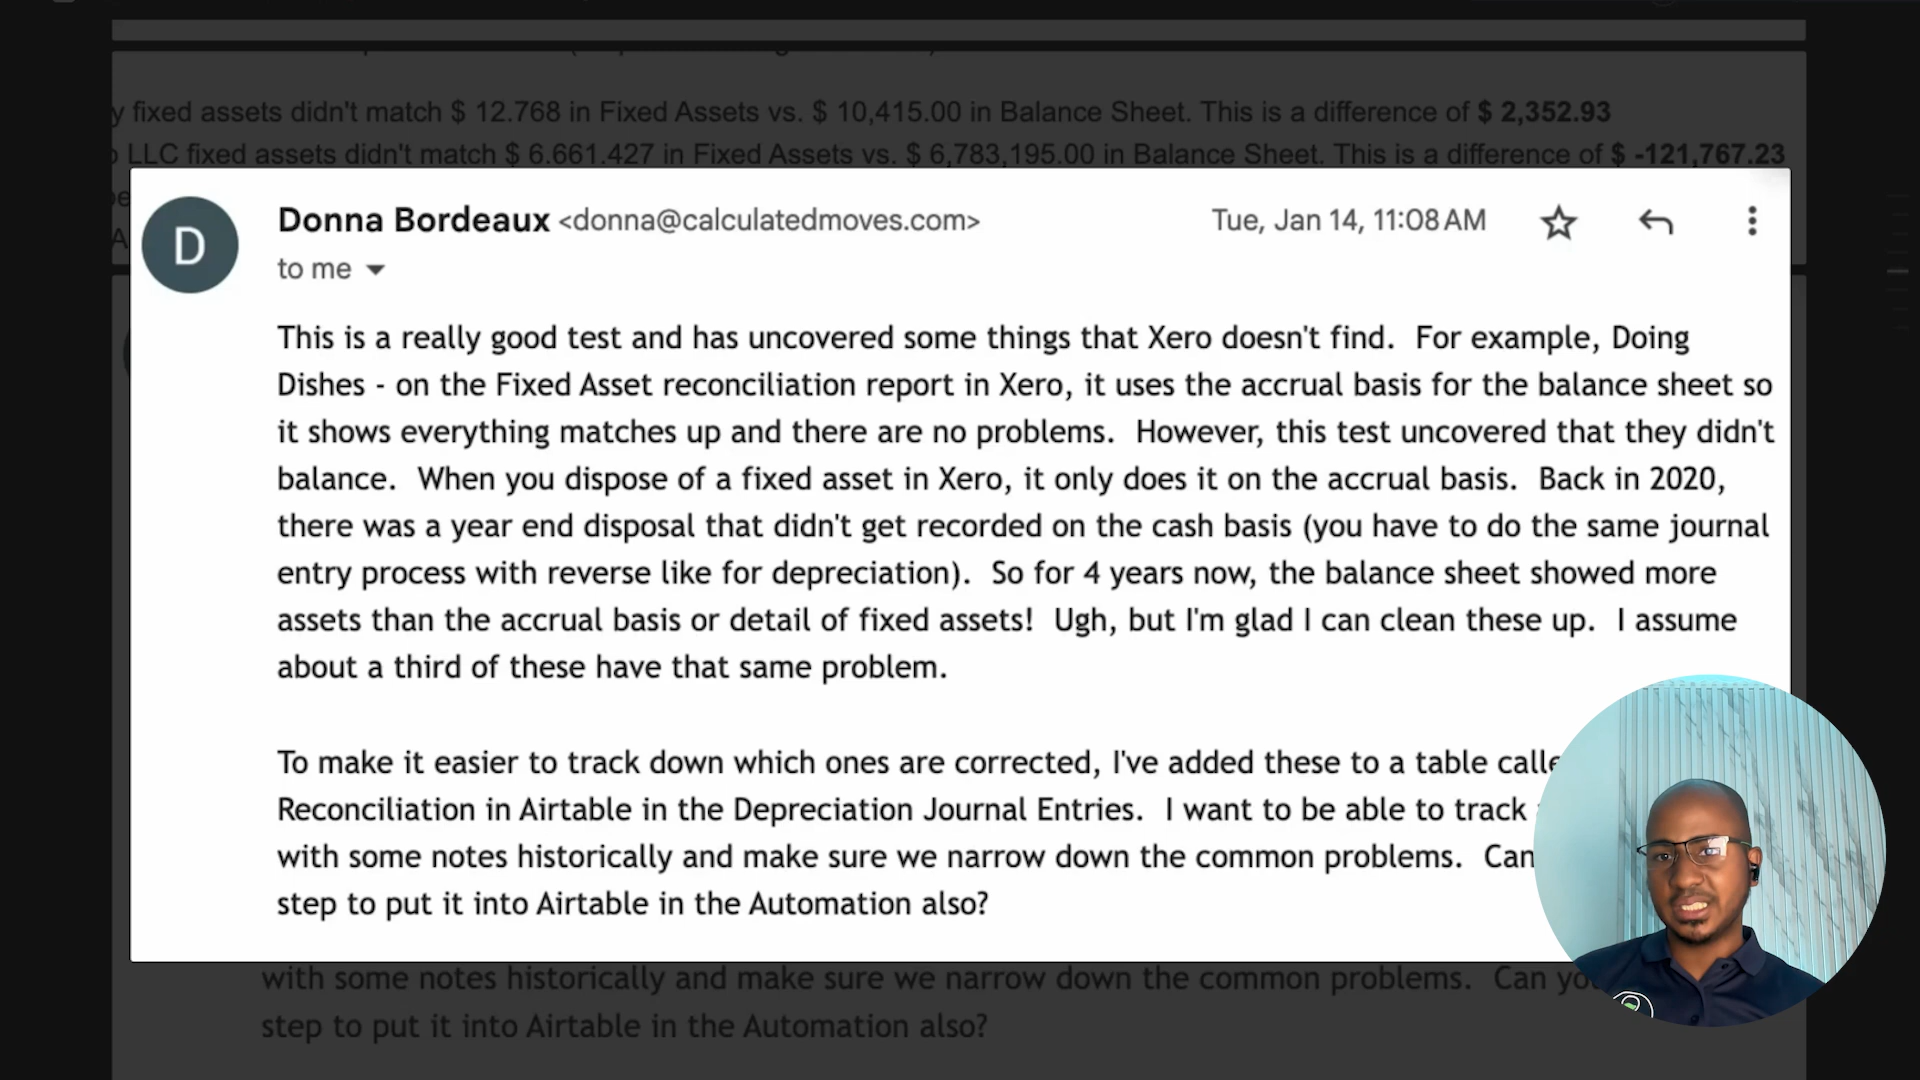 y fixed assets didn't match $ 12.768 in Fixed Assets vs. $ 10,415.00 in Balance Sheet. This is a difference of $ 2,352.93
LLC fixed assets didn't match $ 6.661.427 in Fixed Assets vs. $ 6,783,195.00 in Balance Sheet. This is a difference of $ -121,767.23
D
Donna Bordeaux <donna@calculatedmoves.com>
Tue, Jan 14, 11:08 AM
to me
This is a really good test and has uncovered some things that Xero doesn't find. For example, Doing
Dishes - on the Fixed Asset reconciliation report in Xero, it uses the accrual basis for the balance sheet so
it shows everything matches up and there are no problems. However, this test uncovered that they didn't
balance. When you dispose of a fixed asset in Xero, it only does it on the accrual basis. Back in 2020,
there was a year end disposal that didn't get recorded on the cash basis (you have to do the same journal
entry process with reverse like for depreciation). So for 4 years now, the balance sheet showed more
assets than the accrual basis or detail of fixed assets! Ugh, but I'm glad I can clean these up. I assume
about a third of these have that same problem.
To make it easier to track down which ones are corrected, I've added these to a table calle
Reconciliation in Airtable in the Depreciation Journal Entries. I want to be able to track
with some notes historically and make sure we narrow down the common problems. Can
step to put it into Airtable in the Automation also?
with some notes historically and make sure we narrow down the common problems. Can yo
step to put it into Airtable in the Automation also?